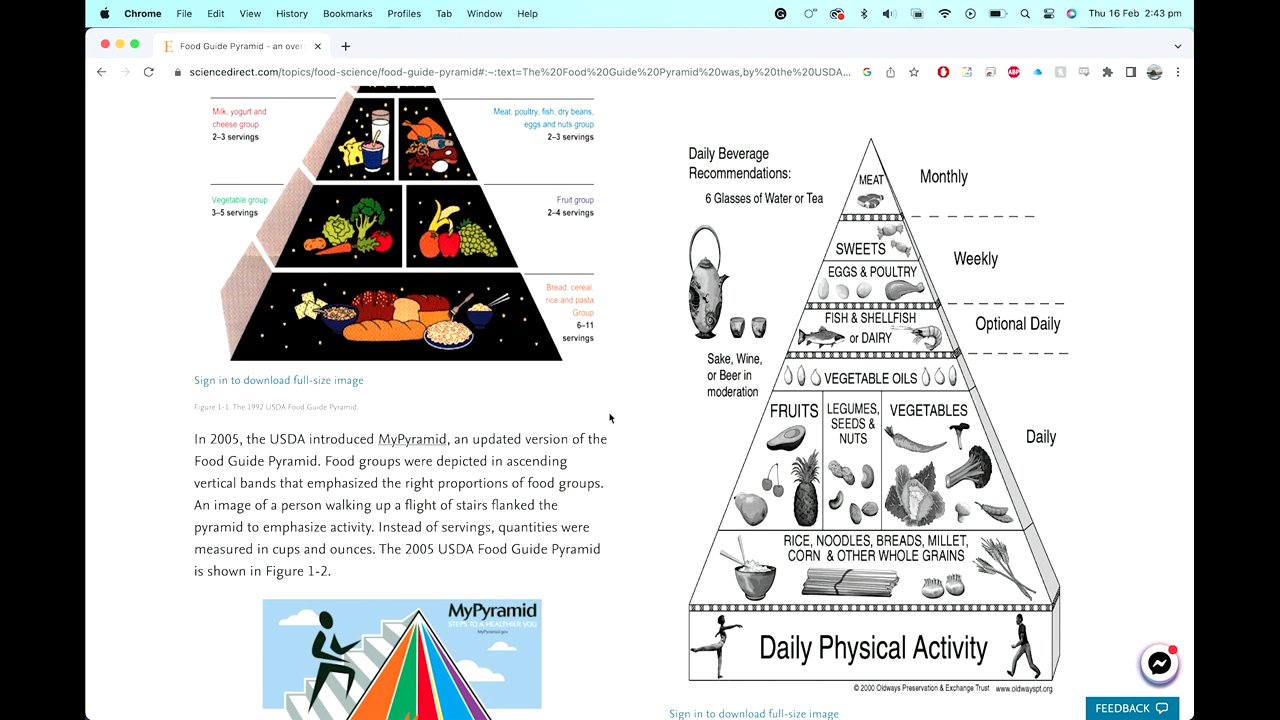 Chrome File Edit View History Bookmarks Profiles Tab Window Help Thu 16 Feb 2:43 pm
Food Guide Pyramid - an over
sciencedirect.com/topics/food-science/food-guide-pyramid#:~:text=The%20Food%20Guide%20Pyramid%20was,by%20the%20USDA...
Milk, yogurt and
cheese group
2–3 servings
Meat, poultry, fish, dry beans,
eggs and nuts group
2–3 servings
Vegetable group
3–5 servings
Fruit group
2–4 servings
Bread, cereal,
rice and pasta
Group
6–11
servings
Sign in to download full-size image
Figure 1-1. The 1992 USDA Food Guide Pyramid.
In 2005, the USDA introduced MyPyramid, an updated version of the
Food Guide Pyramid. Food groups were depicted in ascending
vertical bands that emphasized the right proportions of food groups.
An image of a person walking up a flight of stairs flanked the
pyramid to emphasize activity. Instead of servings, quantities were
measured in cups and ounces. The 2005 USDA Food Guide Pyramid
is shown in Figure 1-2.
MyPyramid
STEPS TO A HEALTHIER YOU
MyPyramid.gov
Daily Beverage
Recommendations:
6 Glasses of Water or Tea
Sake, Wine,
or Beer in
moderation
MEAT
Monthly
SWEETS
Weekly
EGGS & POULTRY
FISH & SHELLFISH
or DAIRY
Optional Daily
VEGETABLE OILS
FRUITS
LEGUMES,
SEEDS &
NUTS
VEGETABLES
Daily
RICE, NOODLES, BREADS, MILLET,
CORN & OTHER WHOLE GRAINS
Daily Physical Activity
© 2000 Oldways Preservation & Exchange Trust www.oldwayspt.org
Sign in to download full-size image
FEEDBACK
ABP